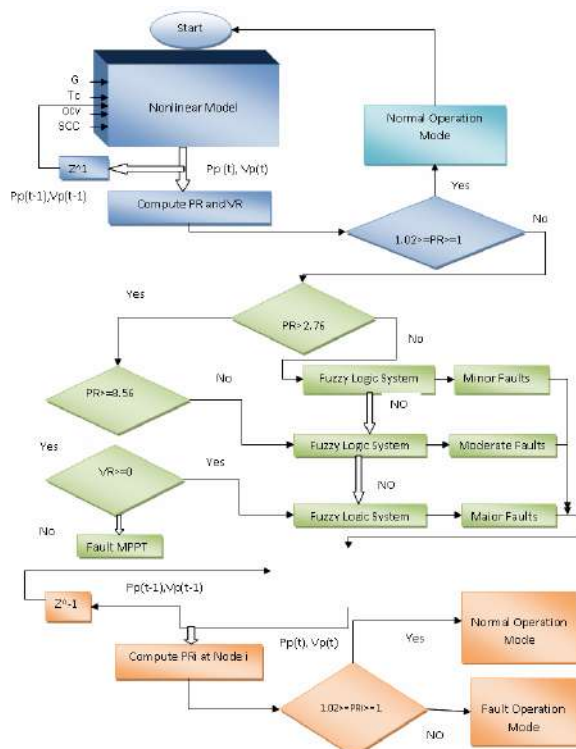 Start
G
Tc
ocv
SCC
Nonlinear Model
Normal Operation
Mode
Z^1
Pp (t), Vp(t)
Pp(t-1),Vp(t-1)
Compute PR and VR
Yes
No
1.02>=PR>=1
Yes
PR>2.76
No
Fuzzy Logic System
Minor Faults
PR>=8.56
No
NO
Fuzzy Logic System
Moderate Faults
Yes
VR>=0
Yes
NO
Fuzzy Logic System
Major Faults
No
Fault MPPT
Pp(t-1),Vp(t-1)
Z^-1
Pp(t), Vp(t)
Compute PRi at Node i
Yes
Normal Operation
Mode
1.02>=PRi>=1
NO
Fault Operation
Mode